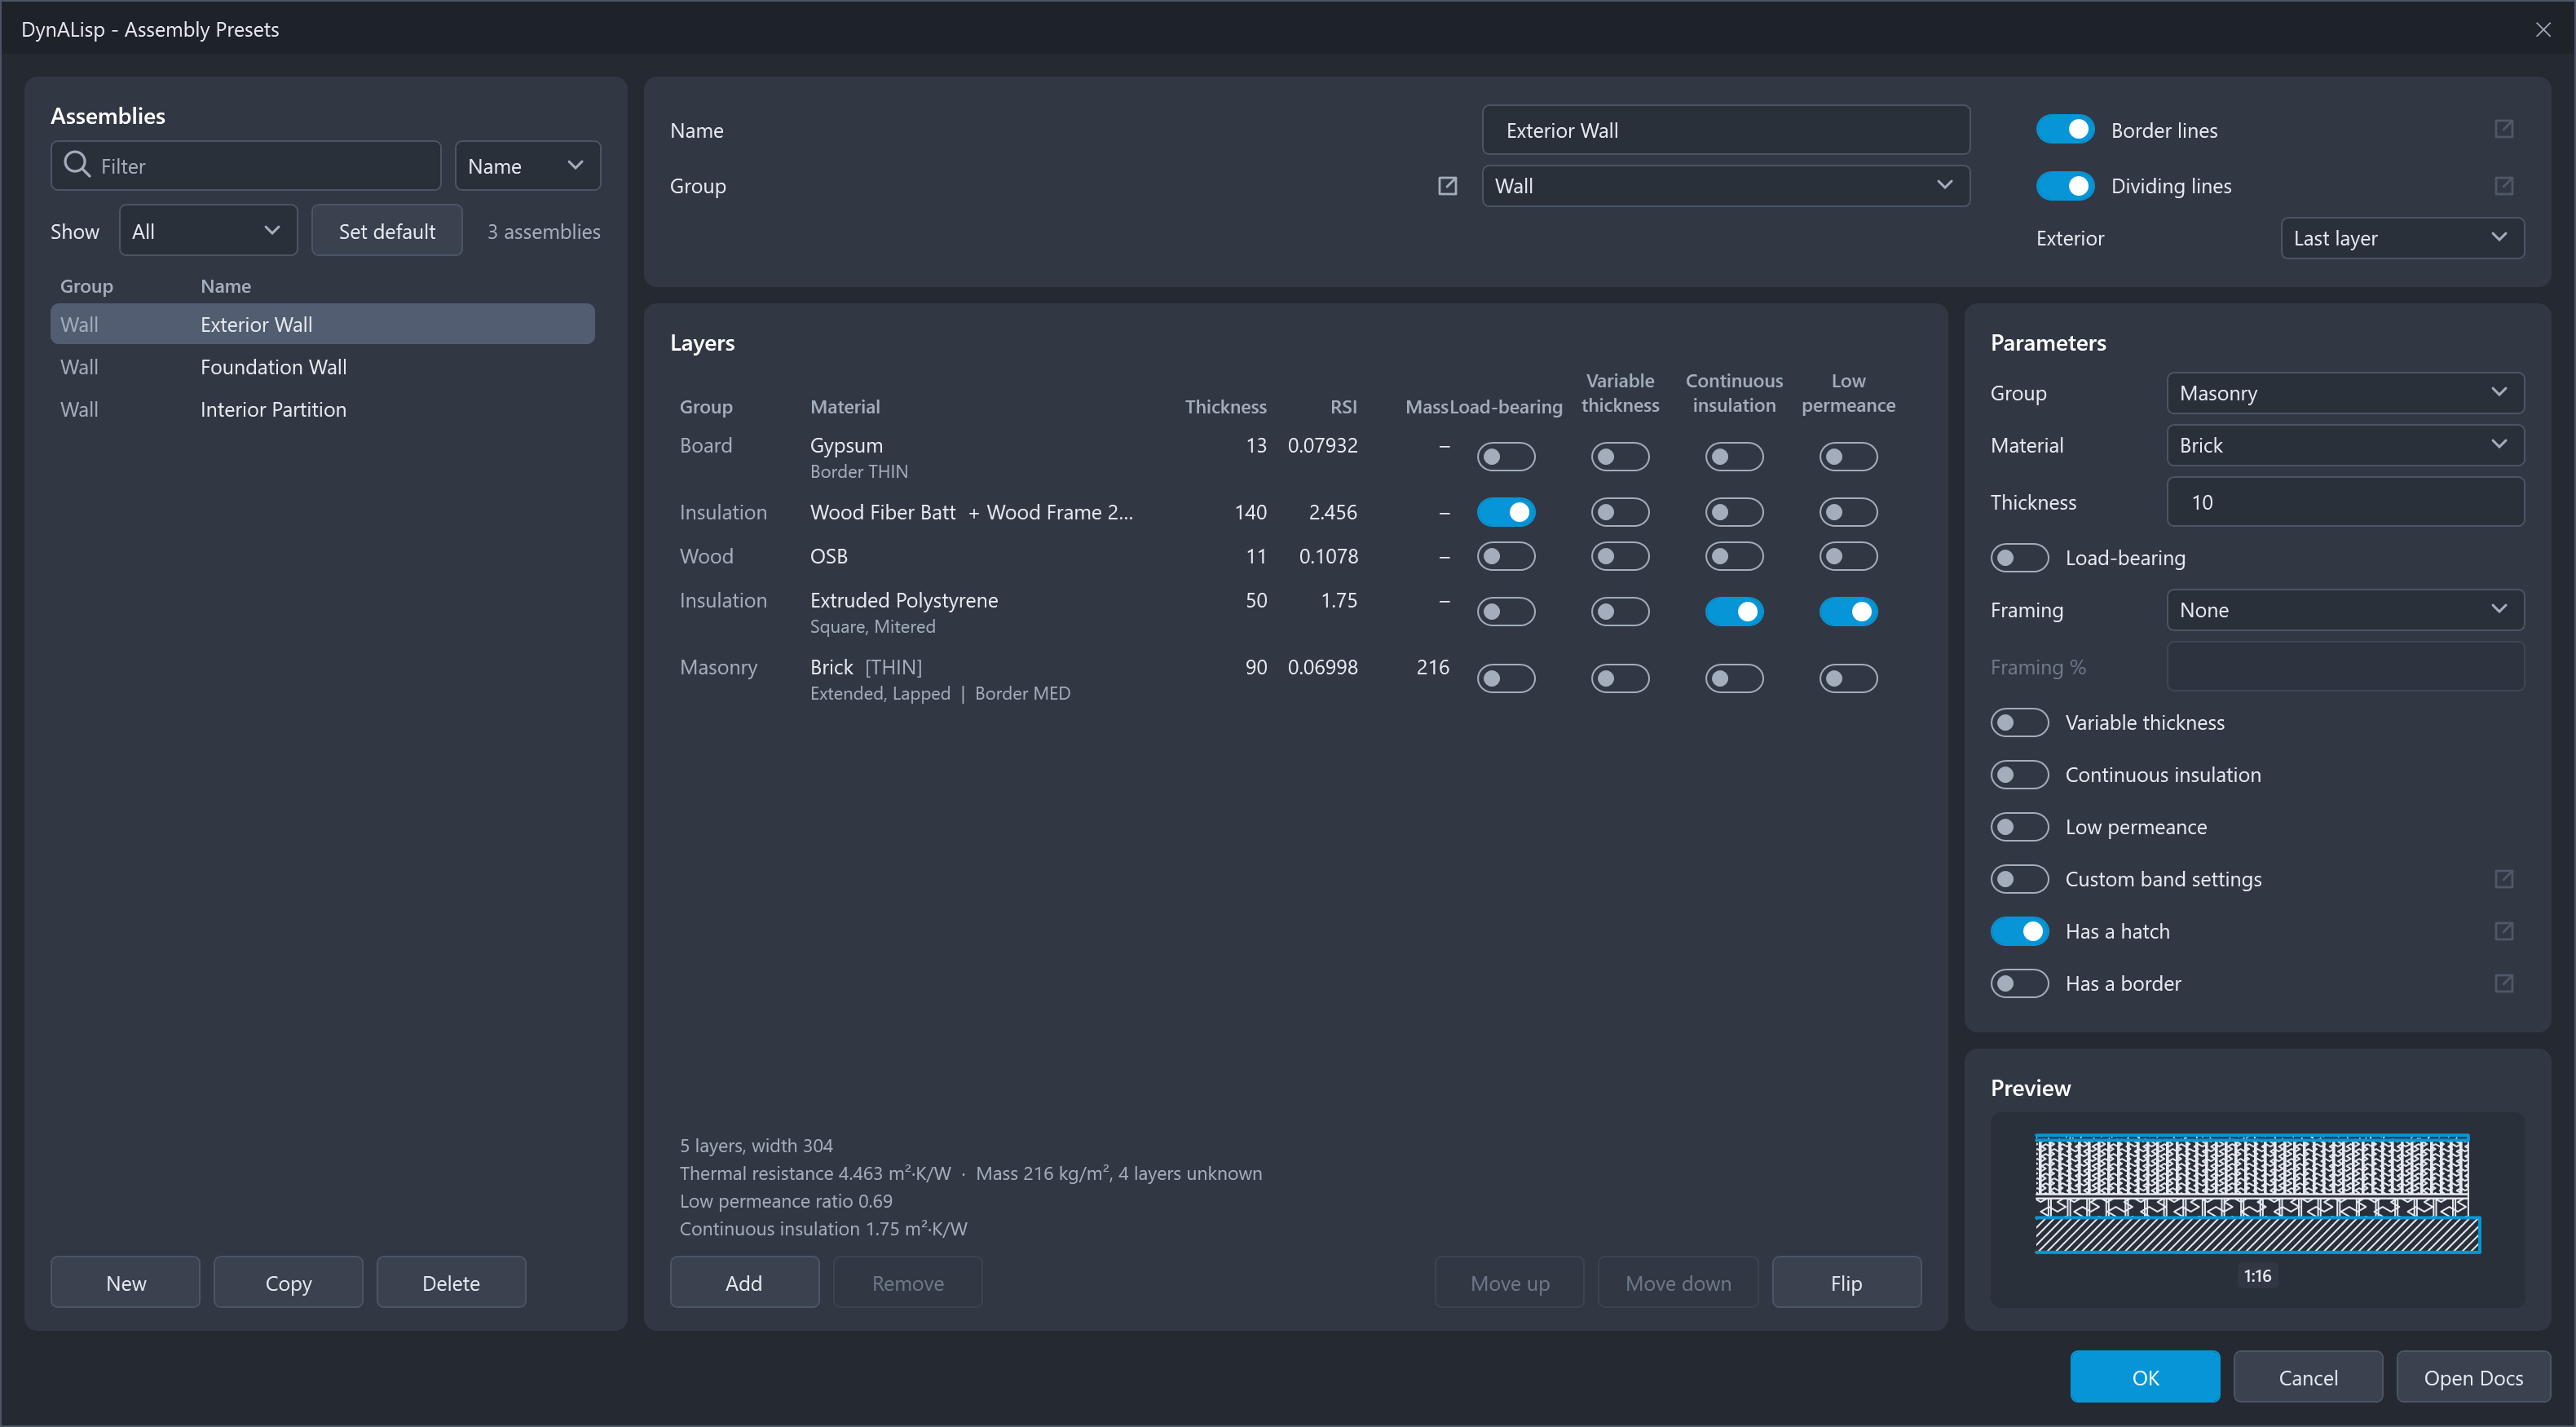 DynALisp - Assembly Presets
Assemblies
Filter
Name
Show
All
Set default
3 assemblies
Group Name
Wall Exterior Wall
Wall Foundation Wall
Wall Interior Partition
New
Copy
Delete
Name
Exterior Wall
Group
Wall
Border lines
Dividing lines
Exterior
Last layer
Layers
Group Material Thickness RSI Mass Load-bearing Variable thickness Continuous insulation Low permeance
Board Gypsum 13 0.07932 –
Border THIN
Insulation Wood Fiber Batt + Wood Frame 2... 140 2.456 –
Wood OSB 11 0.1078 –
Insulation Extruded Polystyrene 50 1.75 –
Square, Mitered
Masonry Brick [THIN] 90 0.06998 216
Extended, Lapped | Border MED
5 layers, width 304
Thermal resistance 4.463 m²·K/W · Mass 216 kg/m², 4 layers unknown
Low permeance ratio 0.69
Continuous insulation 1.75 m²·K/W
Add
Remove
Move up
Move down
Flip
Parameters
Group
Masonry
Material
Brick
Thickness
10
Load-bearing
Framing
None
Framing %
Variable thickness
Continuous insulation
Low permeance
Custom band settings
Has a hatch
Has a border
Preview
1:16
OK
Cancel
Open Docs